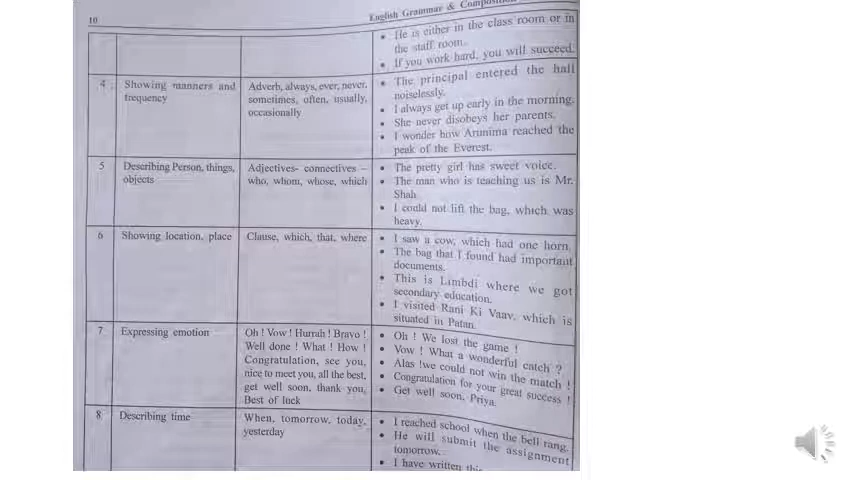 10
English Grammar & Composition
He is either in the class room or in
the staff room.
If you work hard, you will succeed.
4
Showing manners and
frequency
Adverb, always, ever, never,
sometimes, often, usually,
occasionally
The principal entered the hall
noiselessly.
I always get up early in the morning.
She never disobeys her parents.
I wonder how Arunima reached the
peak of the Everest.
5
Describing Person, things,
objects
Adjectives- connectives –
who, whom, whose, which
The pretty girl has sweet voice.
The man who is teaching us is Mr.
Shah
I could not lift the bag, which was
heavy.
6
Showing location, place
Clause, which, that, where
I saw a cow, which had one horn.
The bag that I found had important
documents.
This is Limbdi where we got
secondary education.
I visited Rani Ki Vaav, which is
situated in Patan.
7
Expressing emotion
Oh ! Vow ! Hurrah ! Bravo !
Well done ! What ! How !
Congratulation, see you,
nice to meet you, all the best,
get well soon, thank you,
Best of luck
Oh ! We lost the game !
Vow ! What a wonderful catch ?
Alas !we could not win the match !
Congratulation for your great success !
Get well soon, Priya.
8
Describing time
When, tomorrow, today,
yesterday
I reached school when the bell rang.
He will submit the assignment
tomorrow.
I have written this